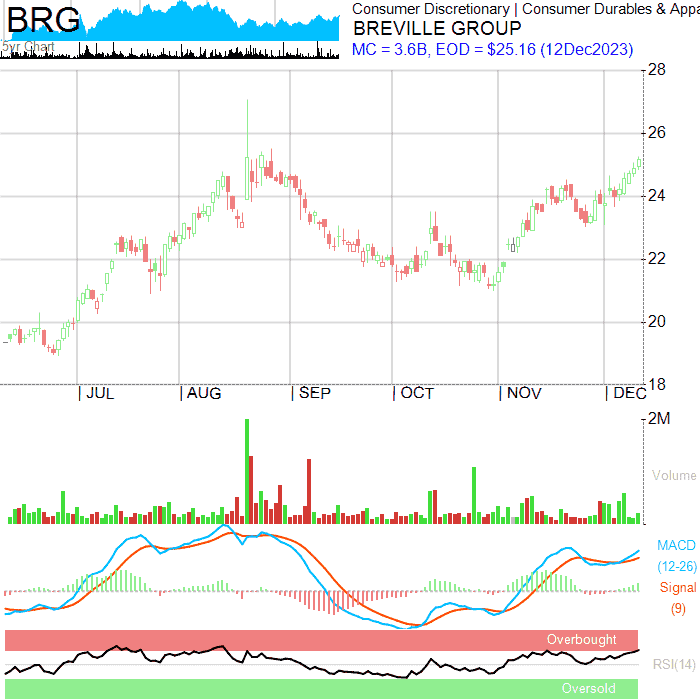 BRG
5yr Chart
Consumer Discretionary | Consumer Durables & Appa
BREVILLE GROUP
MC = 3.6B, EOD = $25.16 (12Dec2023)
28
26
24
22
20
18
| JUL | AUG | SEP | OCT | NOV | DEC
2M
Volume
MACD
(12-26)
Signal
(9)
Overbought
RSI(14)
Oversold